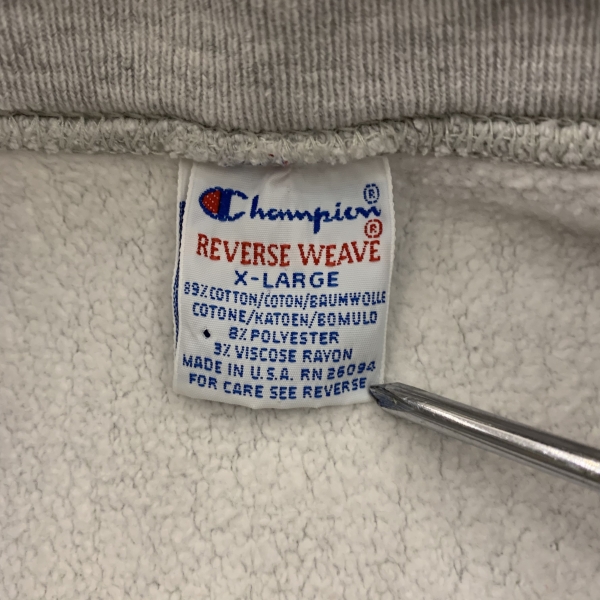 Champion®
REVERSE WEAVE®
X-LARGE
89% COTTON/COTON/BAUMWOLLE
COTONE/KATOEN/BOMULD
8% POLYESTER
3% VISCOSE RAYON
MADE IN U.S.A. RN 26094
FOR CARE SEE REVERSE